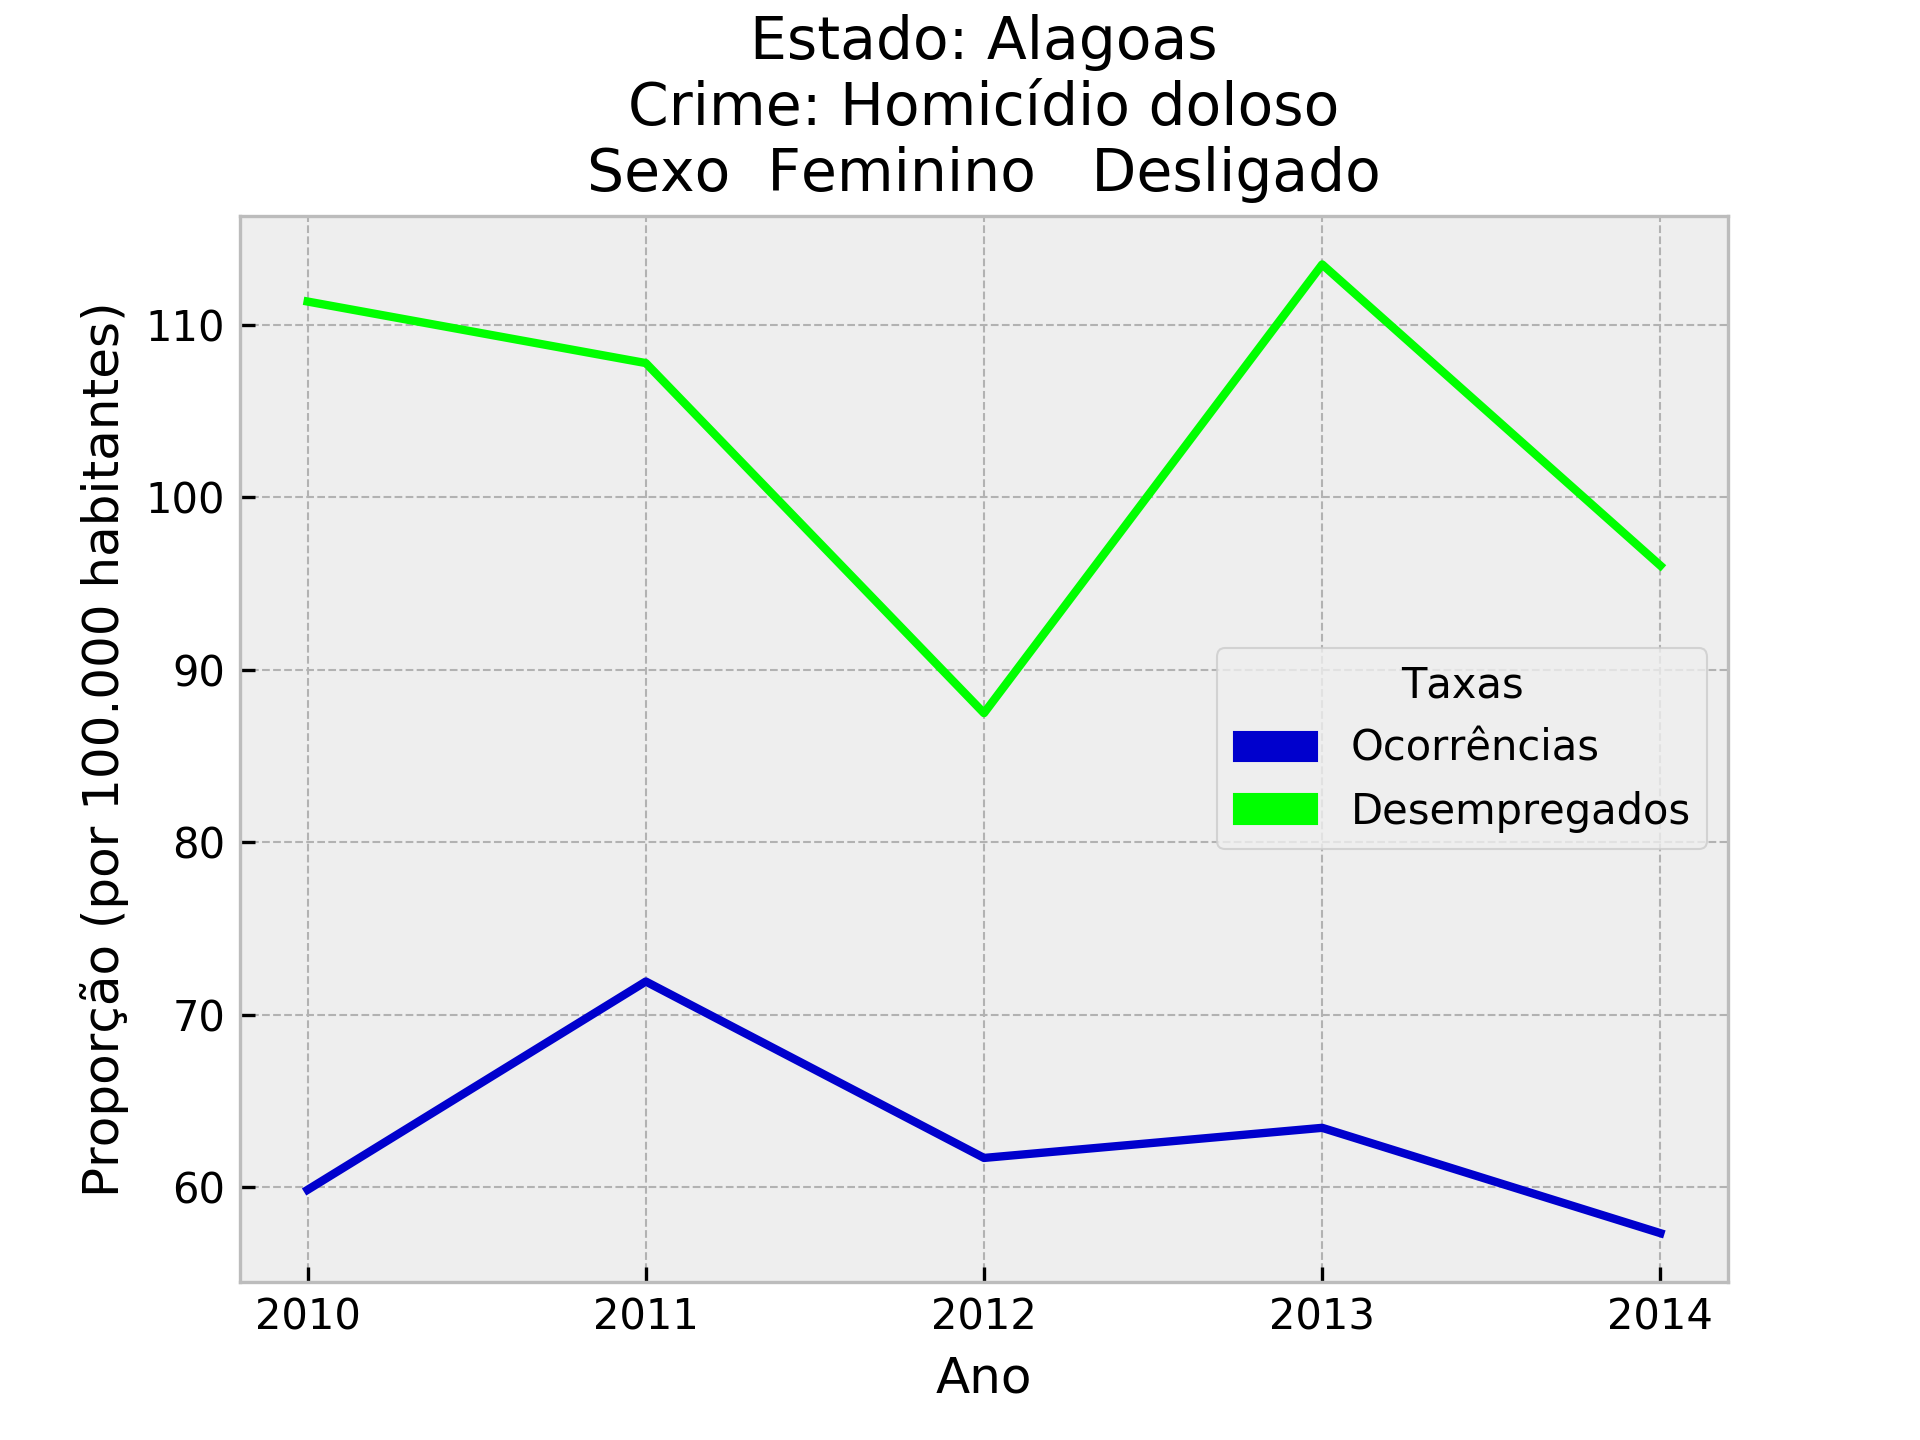 Estado: Alagoas
Crime: Homicídio doloso
Sexo  Feminino   Desligado
Proporção (por 100.000 habitantes)
110
100
90
80
70
60
Taxas
Ocorrências
Desempregados
2010 2011 2012 2013 2014
Ano